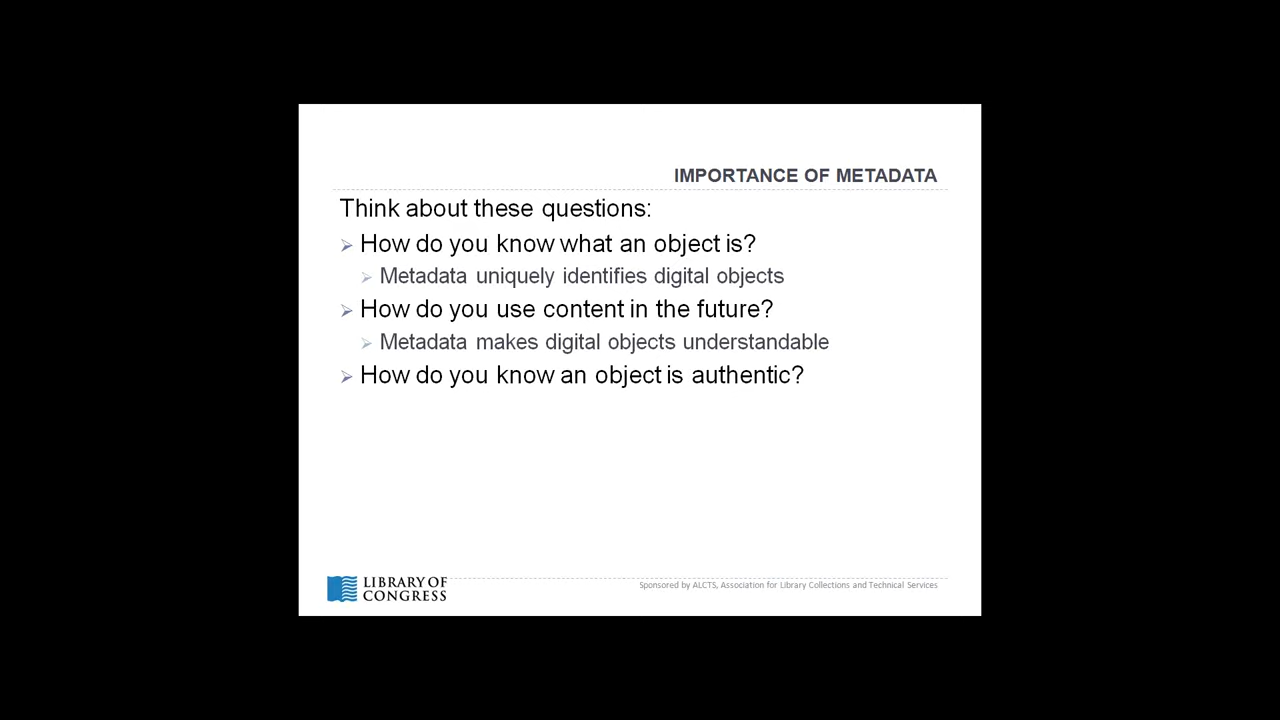 IMPORTANCE OF METADATA
Think about these questions:
How do you know what an object is?
Metadata uniquely identifies digital objects
How do you use content in the future?
Metadata makes digital objects understandable
How do you know an object is authentic?
LIBRARY OF
CONGRESS
Sponsored by ALCTS, Association for Library Collections and Technical Services